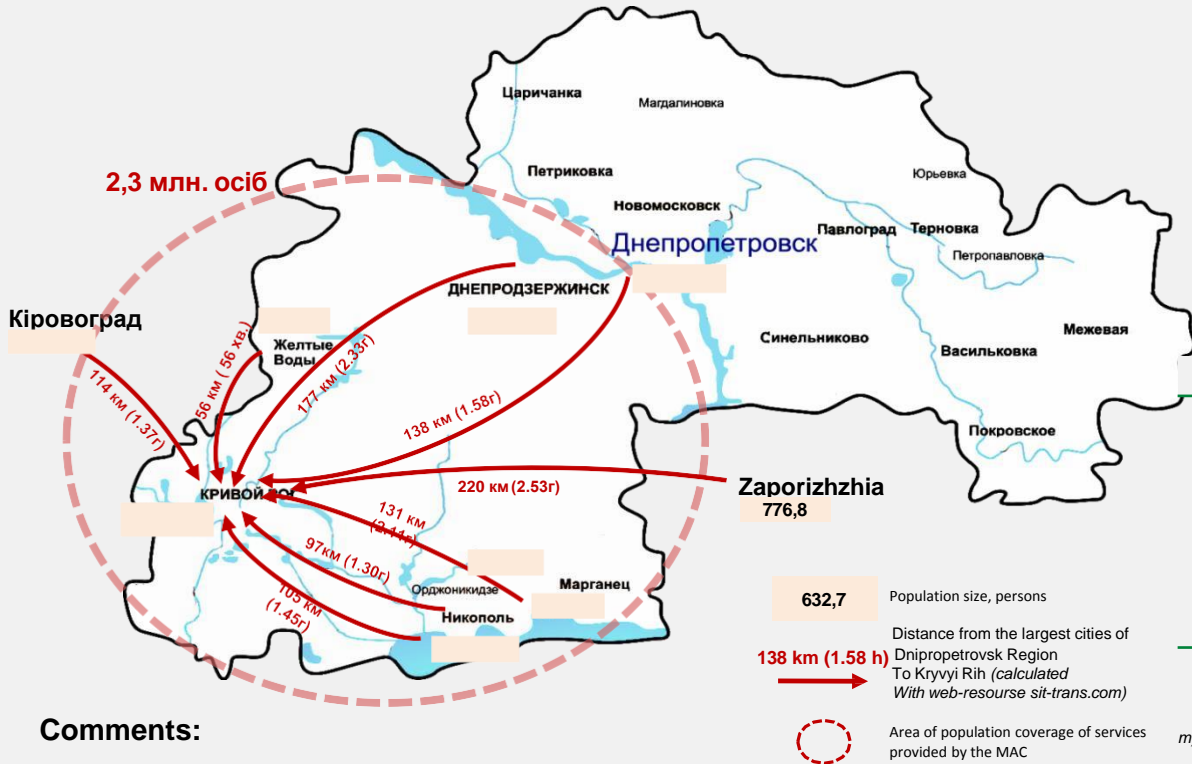 Царичанка
Магдалиновка
2,3 млн. осіб
Петриковка
Юрьевка
Новомосковск
Павлоград
Терновка
Днепропетровск
Петропавловка
ДНЕПРОДЗЕРЖИНСК
Кіровоград
Желтые
Воды
Синельниково
Межевая
Васильковка
114 км (1.37г)
56 км ( 56 хв.)
177 км (2.33г)
138 км (1.58г)
Покровское
КРИВОЙ
220 км (2.53г)
Zaporizhzhia
776,8
131 км
(2.11г)
97км (1.30г)
105 км
(1.45г)
Орджоникидзе
Марганец
Никополь
632,7
Population size, persons
138 km (1.58 h)
Distance from the largest cities of
Dnipropetrovsk Region
To Kryvyi Rih (calculated
With web-resourse sit-trans.com)
Comments:
Area of population coverage of services
provided by the MAC